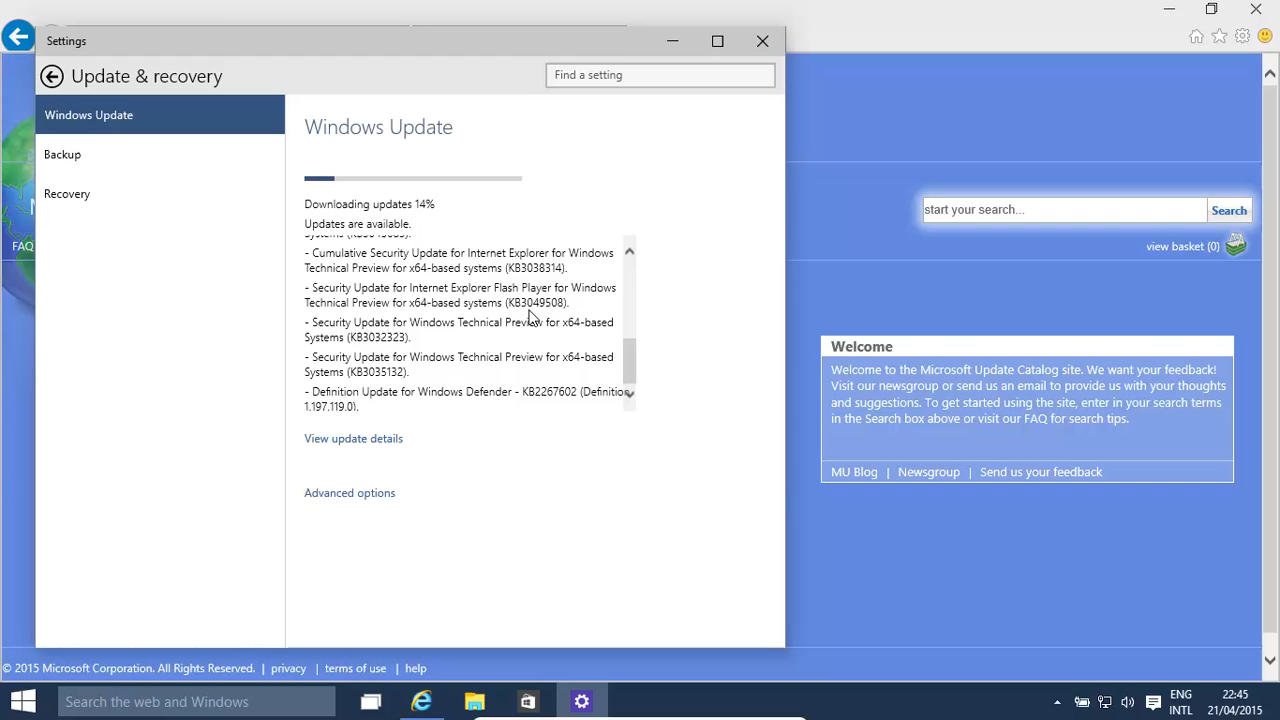 Settings
Update & recovery
Find a setting
Windows Update
Backup
Recovery
Windows Update
Downloading updates 14%
Updates are available.
- Cumulative Security Update for Internet Explorer for Windows
Technical Preview for x64-based systems (KB3038314).
- Security Update for Internet Explorer Flash Player for Windows
Technical Preview for x64-based systems (KB3049508).
- Security Update for Windows Technical Preview for x64-based
Systems (KB3032323).
- Security Update for Windows Technical Preview for x64-based
Systems (KB3035132).
- Definition Update for Windows Defender - KB2267602 (Definition
1.197.119.0).
View update details
Advanced options
start your search...
Search
FAQ
view basket (0)
Welcome
Welcome to the Microsoft Update Catalog site. We want your feedback!
Visit our newsgroup or send us an email to provide us with your thoughts
and suggestions. To get started using the site, enter in your search terms
in the Search box above or visit our FAQ for search tips.
MU Blog | Newsgroup | Send us your feedback
© 2015 Microsoft Corporation. All Rights Reserved. | privacy | terms of use | help
Search the web and Windows
ENG
INTL
22:45
21/04/2015